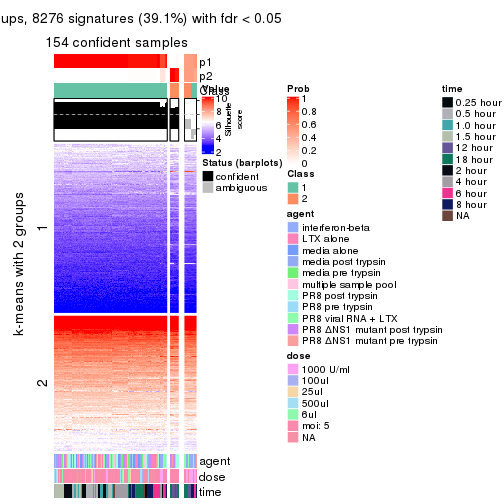 ups, 8276 signatures (39.1%) with fdr < 0.05
154 confident samples
p1
p2
Class
Silhouette
score
k-means with 2 groups
1
2
agent
dose
time
Value
10
8
6
4
2
Status (barplots)
confident
ambiguous
Prob
1
0.8
0.6
0.4
0.2
0
Class
1
2
agent
interferon-beta
LTX alone
media alone
media post trypsin
media pre trypsin
multiple sample pool
PR8 post trypsin
PR8 pre trypsin
PR8 viral RNA + LTX
PR8 ΔNS1 mutant post trypsin
PR8 ΔNS1 mutant pre trypsin
dose
1000 U/ml
100ul
25ul
500ul
6ul
moi: 5
NA
time
0.25 hour
0.5 hour
1.0 hour
1.5 hour
12 hour
18 hour
2 hour
4 hour
6 hour
8 hour
NA